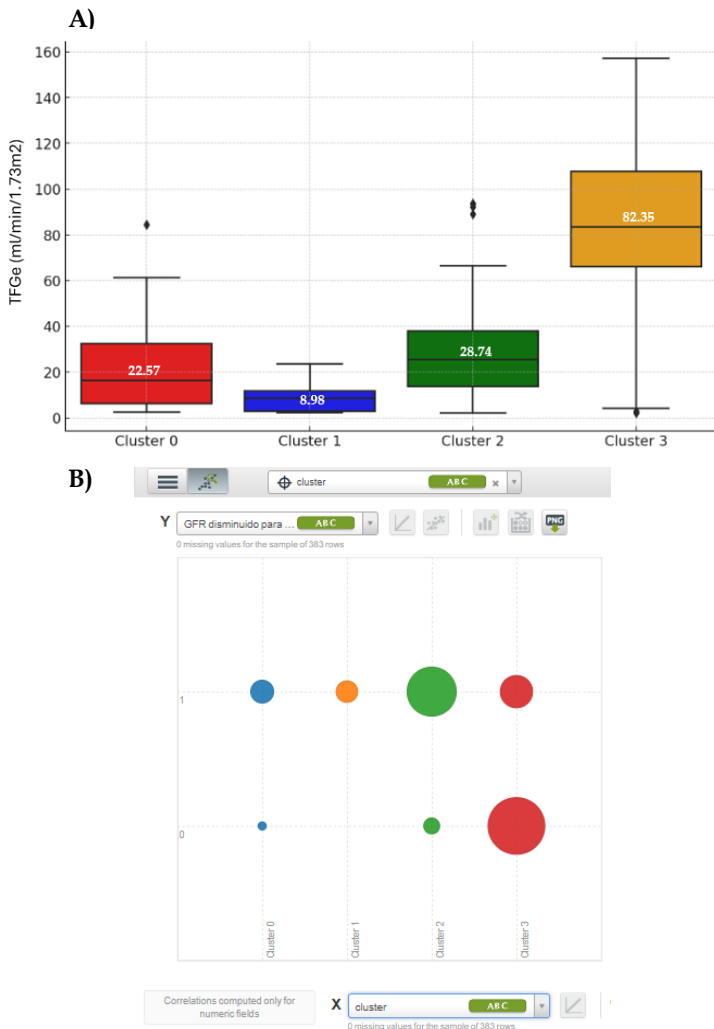 A)
160
140
120
100
80
60
40
20
0
TFGe (ml/min/1.73m2)
22.57
8.98
28.74
82.35
Cluster 0 Cluster 1 Cluster 2 Cluster 3
B)
cluster ABC ×
Y GFR disminuido para ... ABC PNG
0 missing values for the sample of 383 rows
1
0
Cluster 0 Cluster 1 Cluster 2 Cluster 3
Correlations computed only for
numeric fields
X cluster ABC
0 missing values for the sample of 383 rows